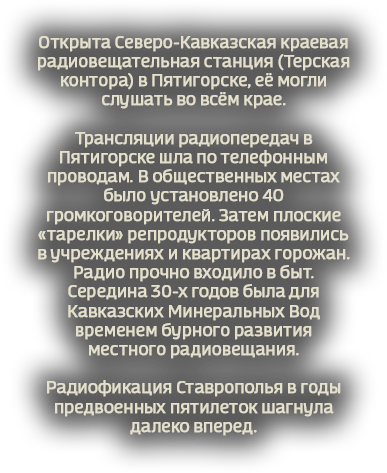 Открыта Северо-Кавказская краевая
радиовещательная станция (Терская
контора) в Пятигорске, её могли
слушать во всём крае.
Трансляции радиопередач в
Пятигорске шла по телефонным
проводам. В общественных местах
было установлено 40
громкоговорителей. Затем плоские
«тарелки» репродукторов появились
в учреждениях и квартирах горожан.
Радио прочно входило в быт.
Середина 30-х годов была для
Кавказских Минеральных Вод
временем бурного развития
местного радиовещания.
Радиофикация Ставрополья в годы
предвоенных пятилеток шагнула
далеко вперед.